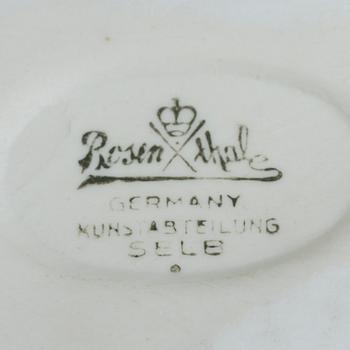 Rosenthal
GERMANY
KUNSTABTEILUNG
SELB